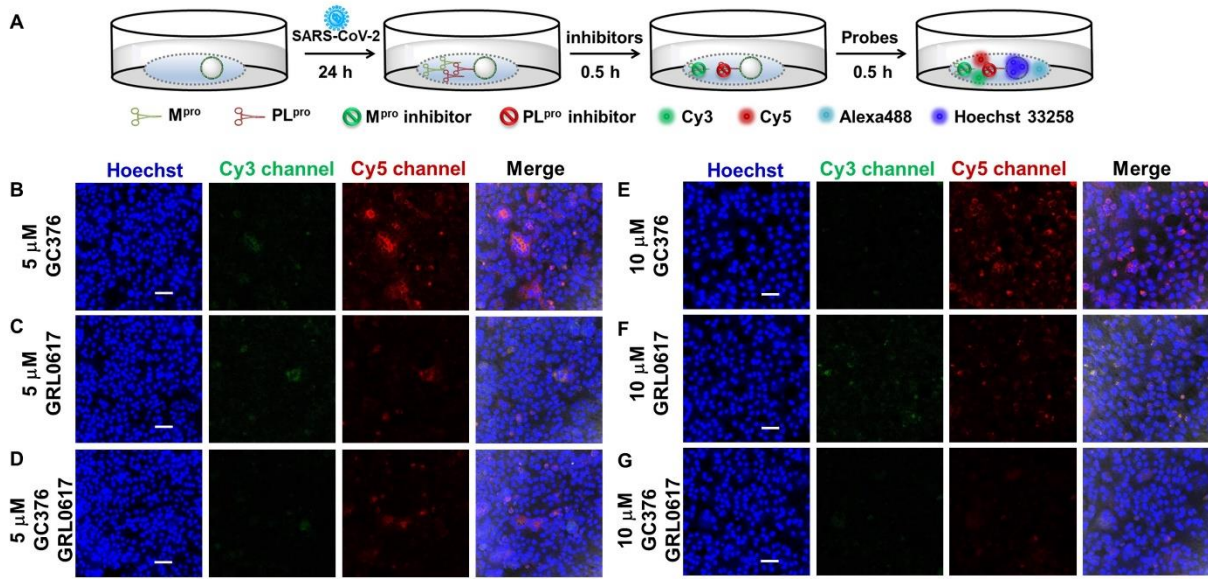 A
SARS-CoV-2
24 h
inhibitors
0.5 h
Probes
0.5 h
Mpro
PLpro
Mpro inhibitor
PLpro inhibitor
Cy3
Cy5
Alexa488
Hoechst 33258
Hoechst
Cy3 channel
Cy5 channel
Merge
B
5 μM
GC376
C
5 μM
GRL0617
D
5 μM
GC376
GRL0617
Hoechst
Cy3 channel
Cy5 channel
Merge
E
10 μM
GC376
F
10 μM
GRL0617
G
10 μM
GC376
GRL0617